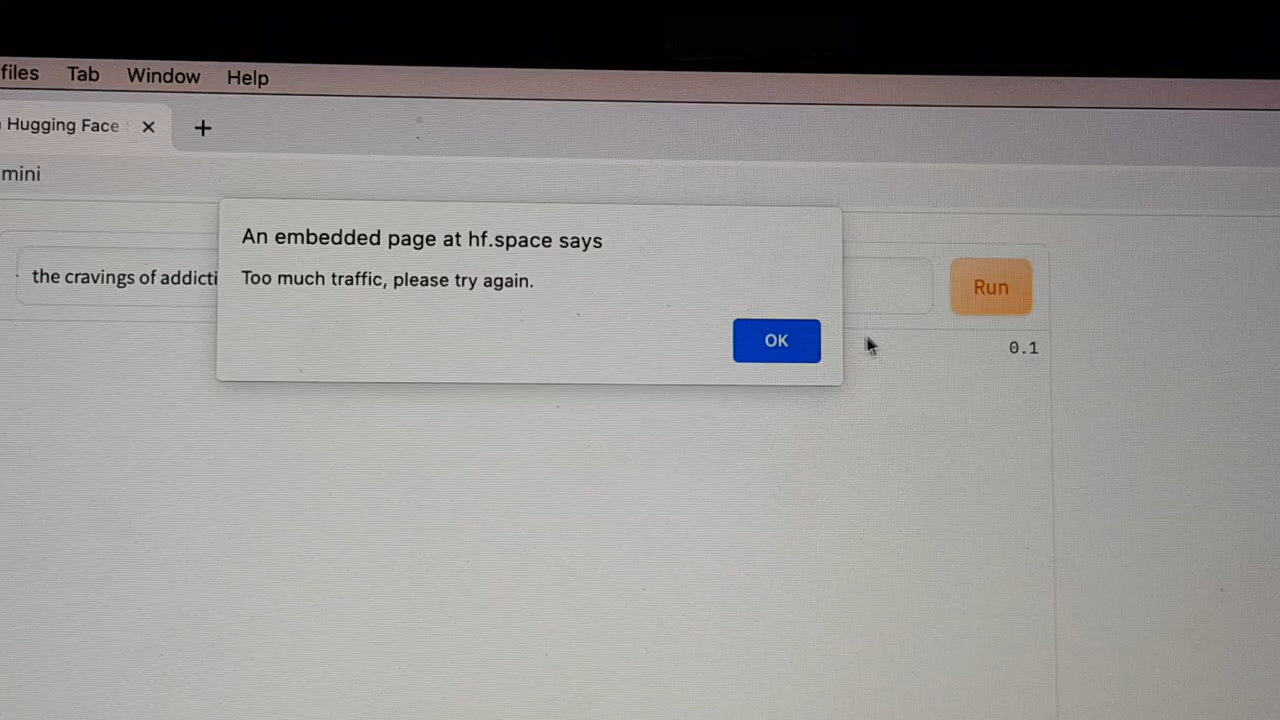 files Tab Window Help
Hugging Face
mini
An embedded page at hf.space says
the cravings of addicti
Too much traffic, please try again.
Run
OK
0.1